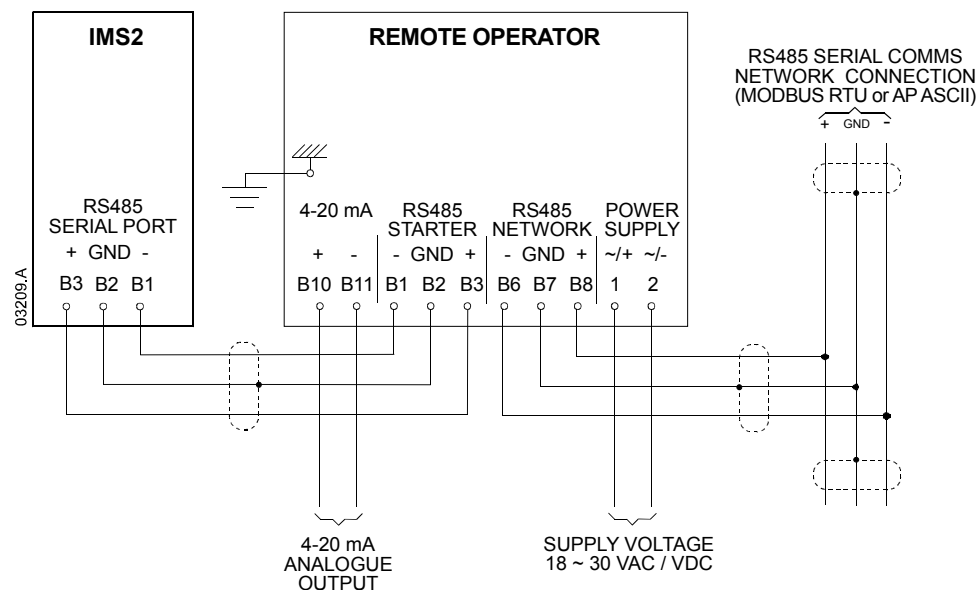 IMS2
REMOTE OPERATOR
RS485 SERIAL COMMS
NETWORK CONNECTION
(MODBUS RTU or AP ASCII)
+ GND -
RS485
SERIAL PORT
+ GND -
B3 B2 B1
03209.A
4-20 mA
+ -
B10 B11
RS485
STARTER
- GND +
B1 B2 B3
RS485
NETWORK
- GND +
B6 B7 B8
POWER
SUPPLY
~/+ ~/-
1 2
4-20 mA
ANALOGUE
OUTPUT
SUPPLY VOLTAGE
18 ~ 30 VAC / VDC